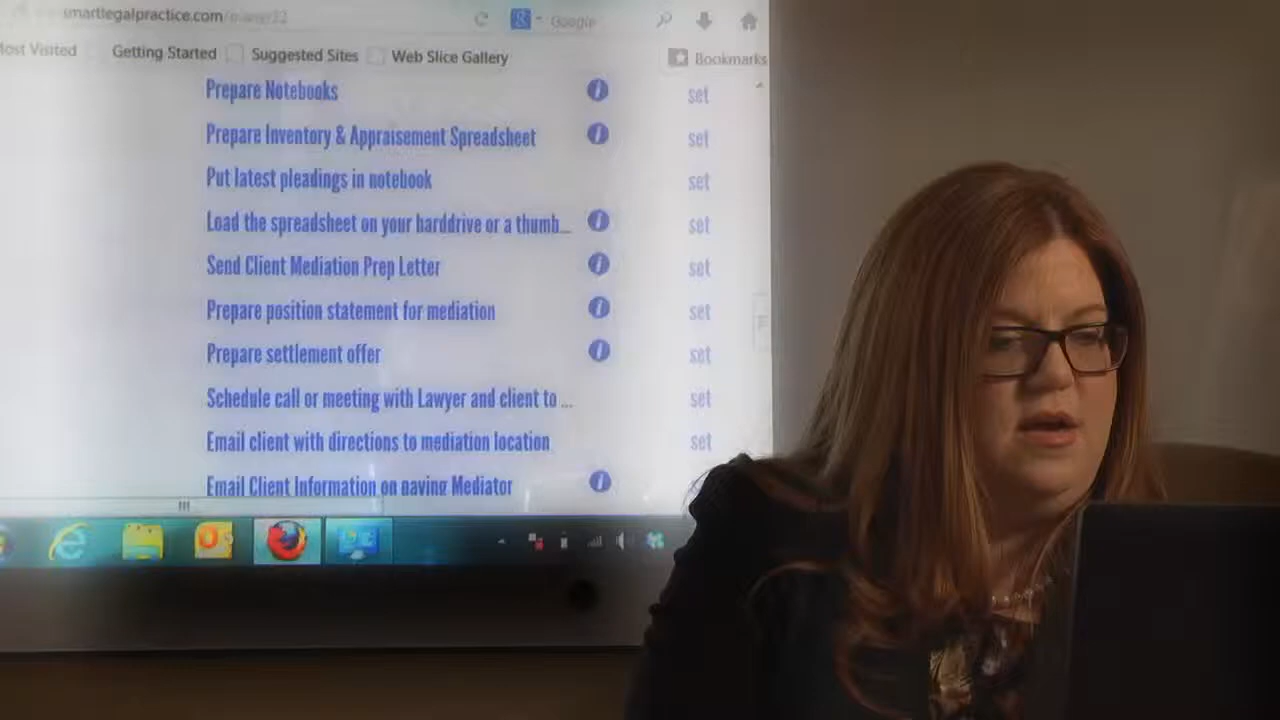 smartlegalpractice.com/
Google
Most Visited Getting Started Suggested Sites Web Slice Gallery Bookmarks
Prepare Notebooks set
Prepare Inventory & Appraisement Spreadsheet set
Put latest pleadings in notebook set
Load the spreadsheet on your harddrive or a thumb... set
Send Client Mediation Prep Letter set
Prepare position statement for mediation set
Prepare settlement offer set
Schedule call or meeting with Lawyer and client to ... set
Email client with directions to mediation location set
Email Client Information on paying Mediator